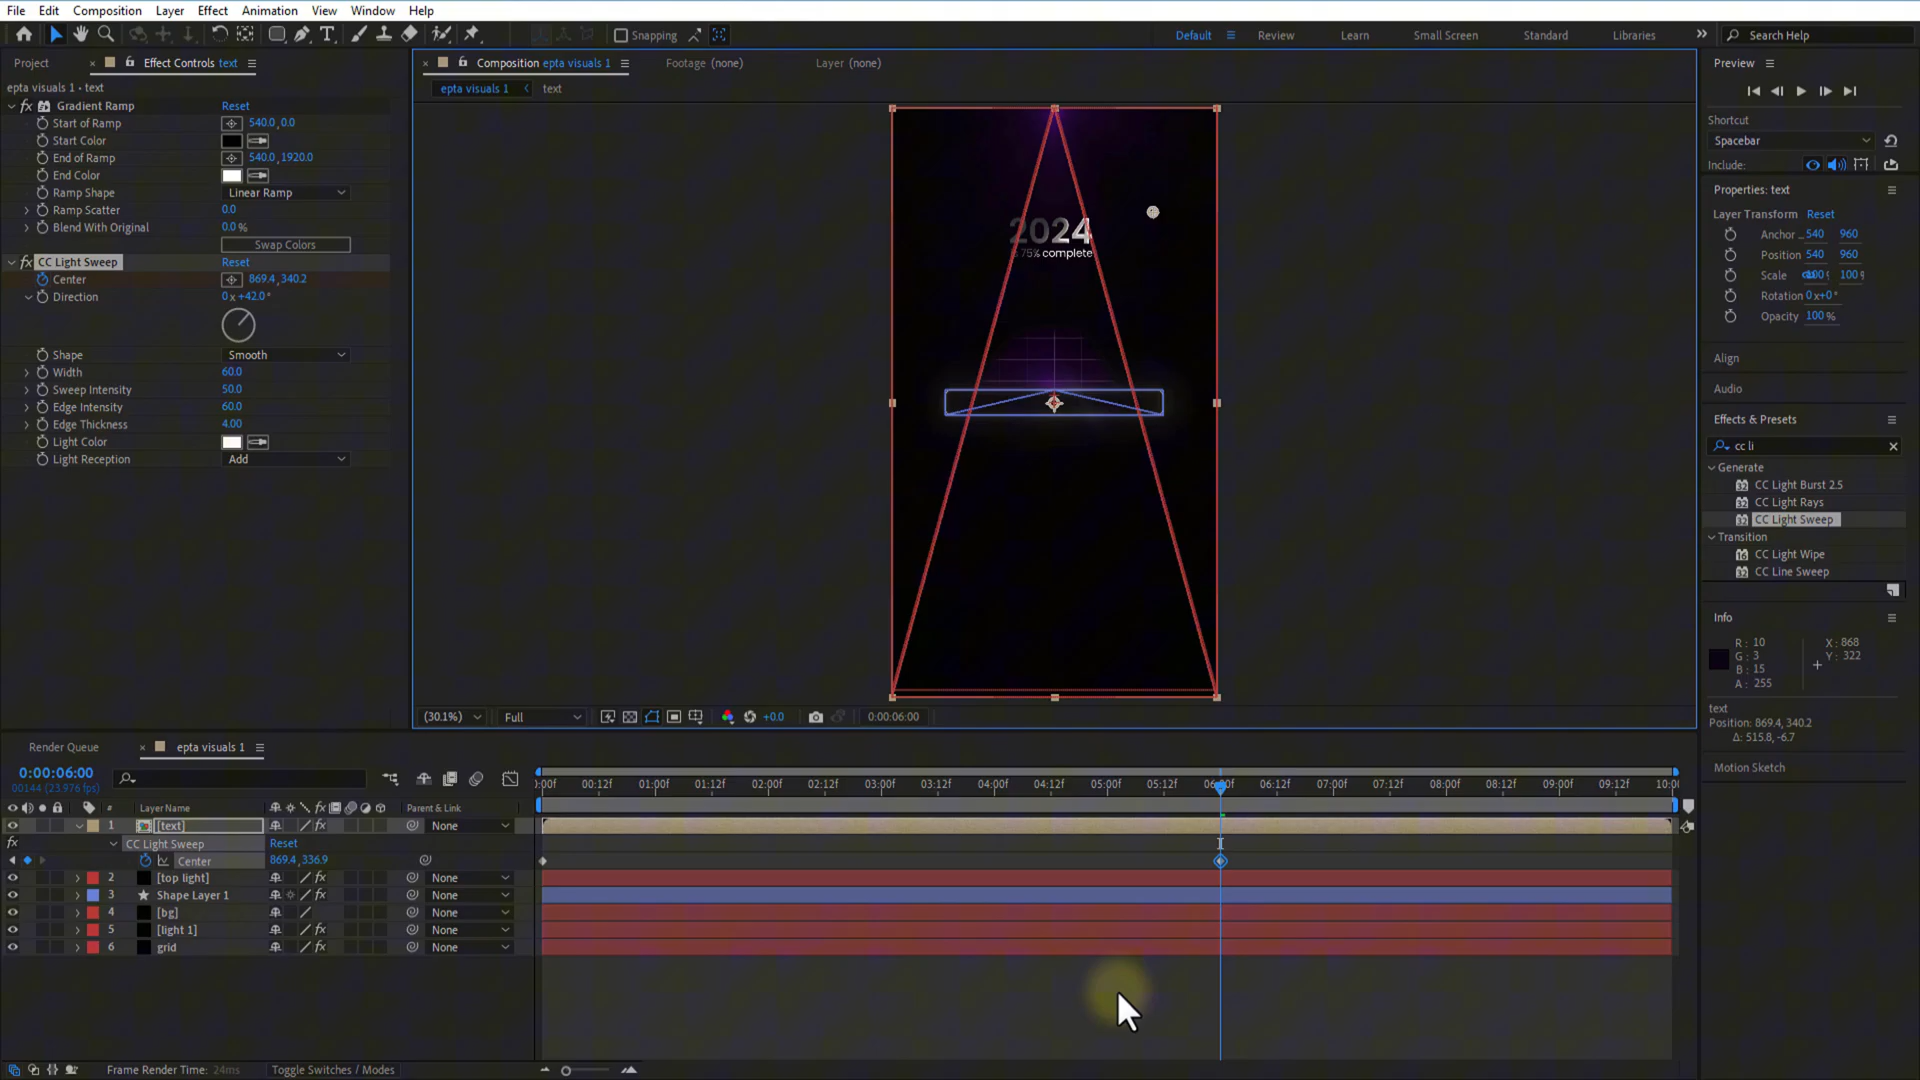 File Edit Composition Layer Effect Animation View Window Help
Snapping
Default Review Learn Small Screen Standard Libraries Search Help
Project Effect Controls text
Composition epta visuals 1 Footage (none) Layer (none)
Preview
epta visuals 1 • text
epta visuals 1 text
Gradient Ramp Reset
Start of Ramp 540.0,0.0
Start Color
End of Ramp 540.0,1920.0
End Color
Ramp Shape Linear Ramp
Ramp Scatter 0.0
Blend With Original 0.0 %
Swap Colors
CC Light Sweep Reset
Center 869.4,340.2
Direction 0 x +42.0 °
Shape Smooth
Width 60.0
Sweep Intensity 50.0
Edge Intensity 60.0
Edge Thickness 4.00
Light Color
Light Reception Add
2024
75% complete
Shortcut
Spacebar
Include:
Properties: text
Layer Transform Reset
Anchor ... 540 960
Position 540 960
Scale 100 % 100 %
Rotation 0 x+0 °
Opacity 100 %
Align
Audio
Effects & Presets
cc li
Generate
CC Light Burst 2.5
CC Light Rays
CC Light Sweep
Transition
CC Light Wipe
CC Line Sweep
Info
R: 10 X: 868
G: 3 Y: 322
B: 15
A: 255
text
Position: 869.4, 340.2
Δ: 515.8, -6.7
Motion Sketch
(30.1%) Full +0.0 0:00:06:00
Render Queue epta visuals 1
0:00:06:00
00144 (23.976 fps)
:00f 00:12f 01:00f 01:12f 02:00f 02:12f 03:00f 03:12f 04:00f 04:12f 05:00f 05:12f 06:00f 06:12f 07:00f 07:12f 08:00f 08:12f 09:00f 09:12f 10:0
# Layer Name Parent & Link
1 [text] None
CC Light Sweep Reset
Center 869.4,336.9
2 [top light] None
3 Shape Layer 1 None
4 [bg] None
5 [light 1] None
6 grid None
Frame Render Time: 24ms Toggle Switches / Modes